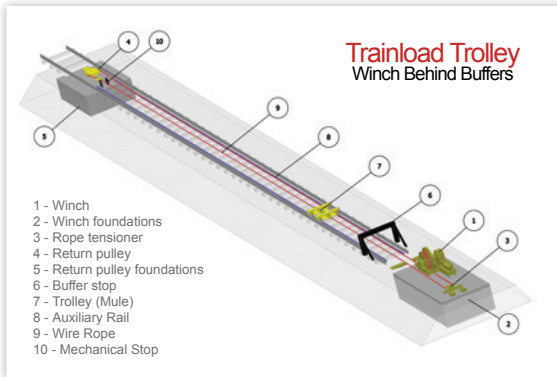 Trainload Trolley
Winch Behind Buffers
4
10
9
8
5
7
6
1
3
2
1 - Winch
2 - Winch foundations
3 - Rope tensioner
4 - Return pulley
5 - Return pulley foundations
6 - Buffer stop
7 - Trolley (Mule)
8 - Auxiliary Rail
9 - Wire Rope
10 - Mechanical Stop